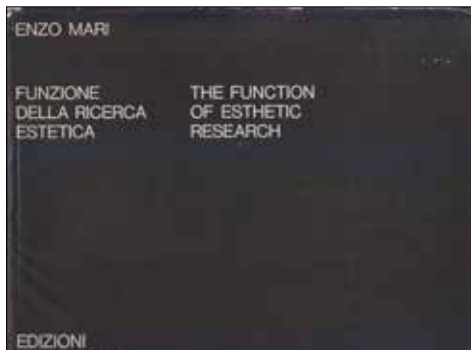 ENZO MARI
FUNZIONE
DELLA RICERCA
ESTETICA
THE FUNCTION
OF ESTHETIC
RESEARCH
EDIZIONI